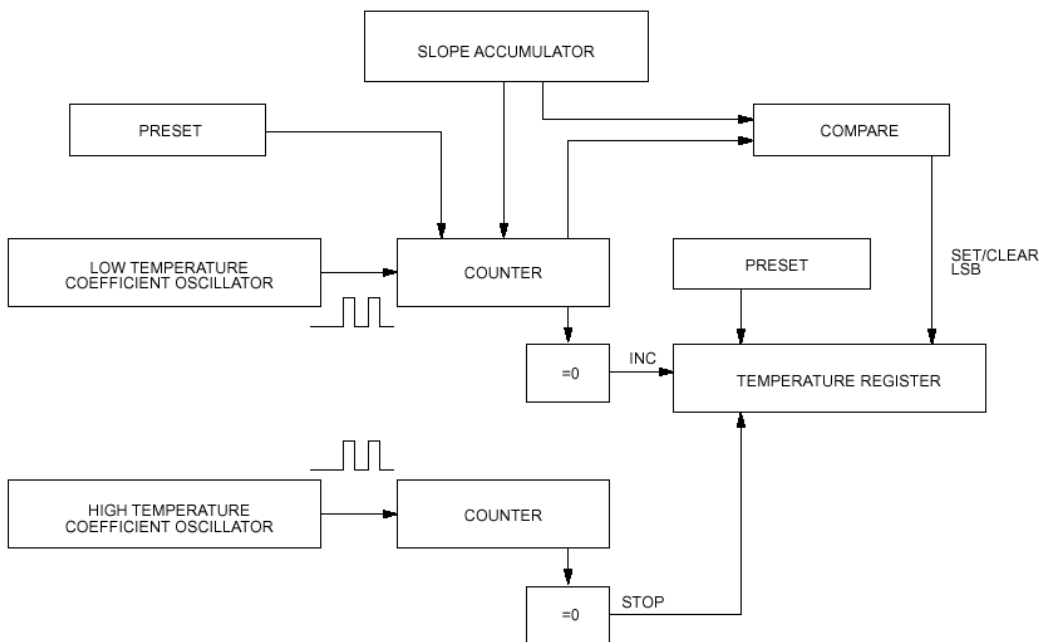 SLOPE ACCUMULATOR
PRESET
COMPARE
LOW TEMPERATURE
COEFFICIENT OSCILLATOR
COUNTER
PRESET
SET/CLEAR
LSB
=0
INC
TEMPERATURE REGISTER
HIGH TEMPERATURE
COEFFICIENT OSCILLATOR
COUNTER
=0
STOP